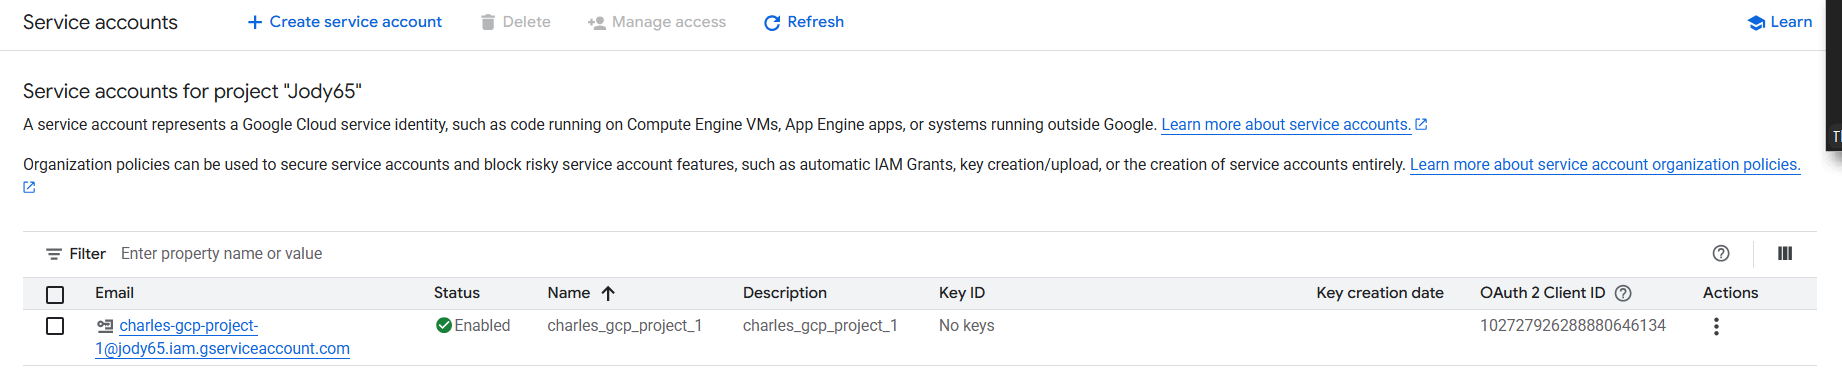 Service accounts
Create service account
Delete
Manage access
Refresh
Learn
Service accounts for project "Jody65"
A service account represents a Google Cloud service identity, such as code running on Compute Engine VMs, App Engine apps, or systems running outside Google. Learn more about service accounts.
Organization policies can be used to secure service accounts and block risky service account features, such as automatic IAM Grants, key creation/upload, or the creation of service accounts entirely. Learn more about service account organization policies.
Filter Enter property name or value
Email Status Name Description Key ID Key creation date OAuth 2 Client ID Actions
charles-gcp-project- Enabled charles_gcp_project_1 charles_gcp_project_1 No keys 102727926288880646134
1@jody65.iam.gserviceaccount.com